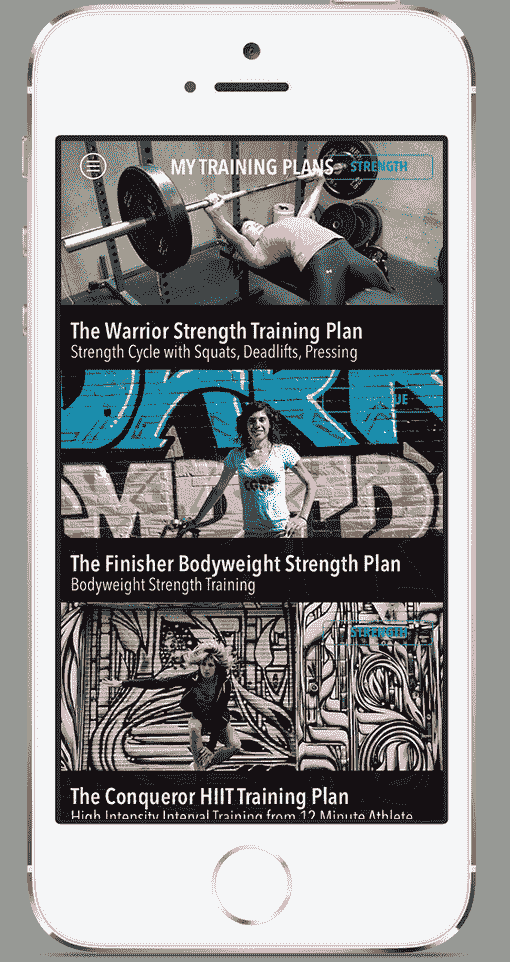 MY TRAINING PLANS
STRENGTH
The Warrior Strength Training Plan
Strength Cycle with Squats, Deadlifts, Pressing
The Finisher Bodyweight Strength Plan
Bodyweight Strength Training
STRENGTH
The Conqueror HIIT Training Plan
High Intensity Interval Training from 12 Minute Athlete